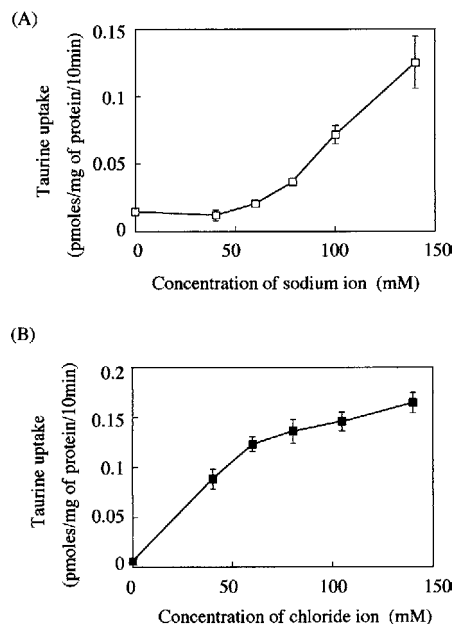 (A)
Taurine uptake
(pmoles/mg of protein/10min)
0.15
0.1
0.05
0
0 50 100 150
Concentration of sodium ion (mM)
(B)
Taurine uptake
(pmoles/mg of protein/10min)
0.2
0.15
0.1
0.05
0
0 50 100 150
Concentration of chloride ion (mM)